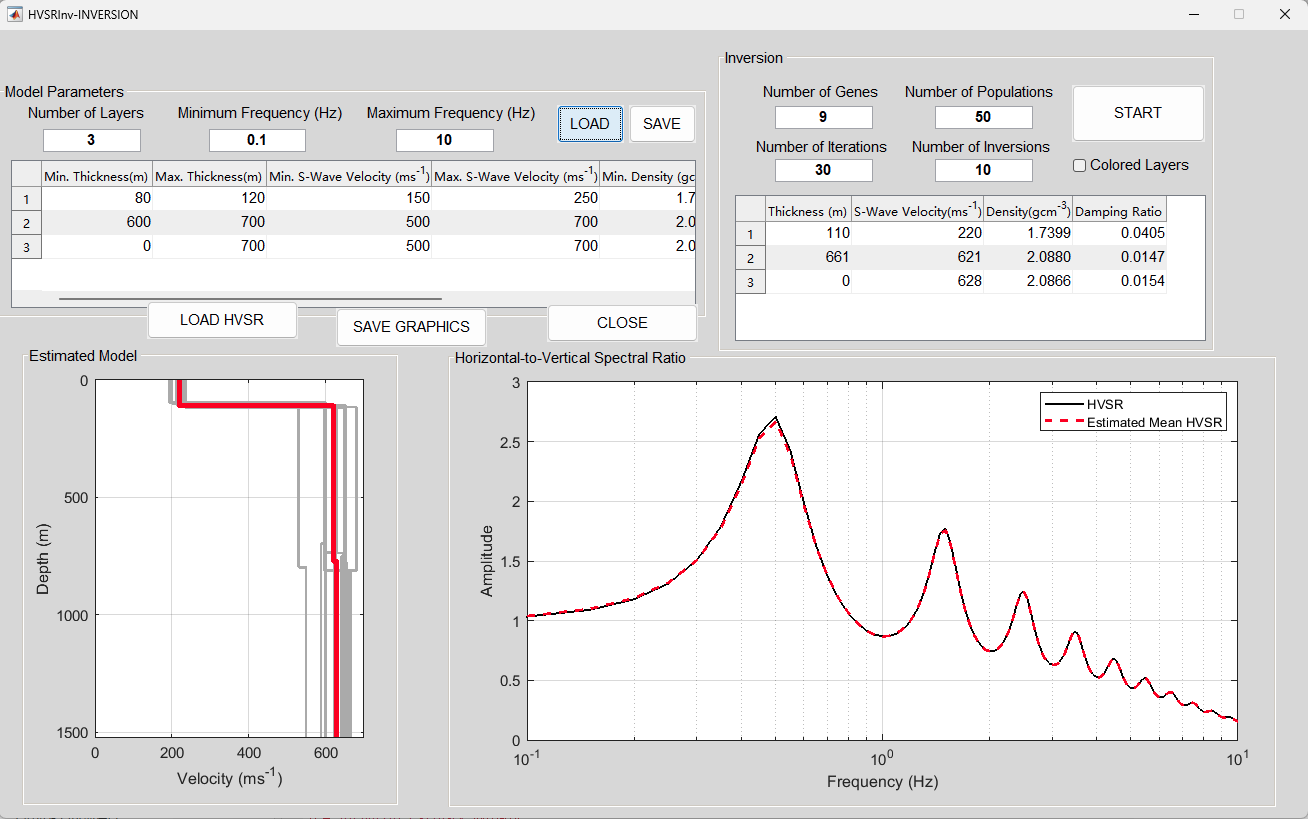 HVSRInv-INVERSION
Model Parameters
Number of Layers Minimum Frequency (Hz) Maximum Frequency (Hz)
3 0.1 10
LOAD SAVE
Min. Thickness(m) Max. Thickness(m) Min. S-Wave Velocity (ms-1) Max. S-Wave Velocity (ms-1) Min. Density (gc
1 80 120 150 250 1.7
2 600 700 500 700 2.0
3 0 700 500 700 2.0
LOAD HVSR SAVE GRAPHICS CLOSE
Inversion
Number of Genes Number of Populations
9 50
START
Number of Iterations Number of Inversions
30 10
Colored Layers
Thickness (m) S-Wave Velocity(ms-1) Density(gcm-3) Damping Ratio
1 110 220 1.7399 0.0405
2 661 621 2.0880 0.0147
3 0 628 2.0866 0.0154
Estimated Model
0
500
1000
1500
0 200 400 600
Depth (m)
Velocity (ms-1)
Horizontal-to-Vertical Spectral Ratio
3
2.5
2
1.5
1
0.5
0
10-1 100 101
Amplitude
Frequency (Hz)
HVSR
Estimated Mean HVSR